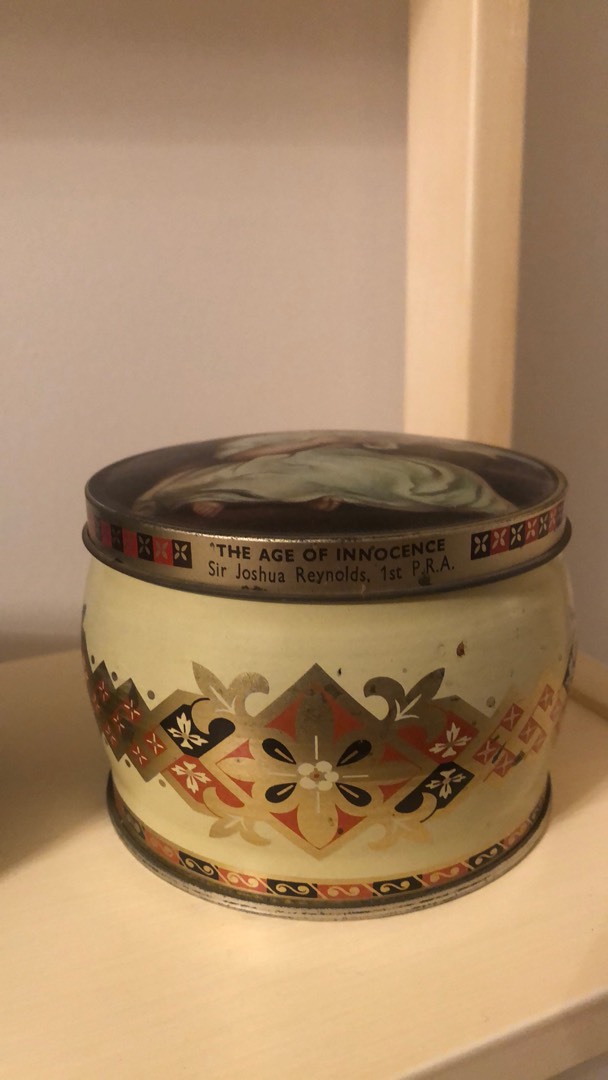 "THE AGE OF INNOCENCE
Sir Joshua Reynolds, 1st P.R.A.